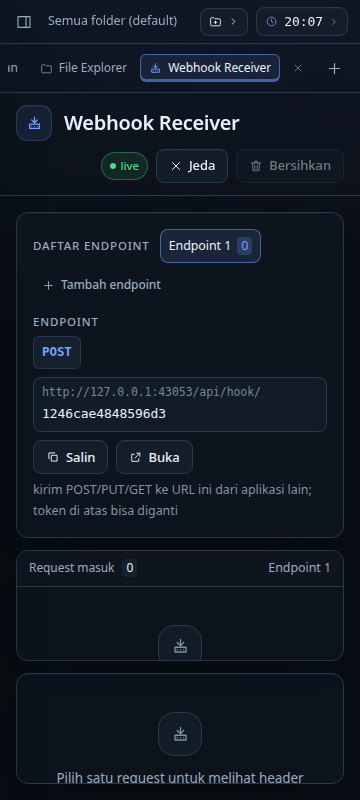 Semua folder (default)
20:07
an
File Explorer
Webhook Receiver
Webhook Receiver
live
Jeda
Bersihkan
DAFTAR ENDPOINT
Endpoint 1 0
Tambah endpoint
ENDPOINT
POST
http://127.0.0.1:43053/api/hook/
1246cae4848596d3
Salin
Buka
kirim POST/PUT/GET ke URL ini dari aplikasi lain;
token di atas bisa diganti
Request masuk 0
Endpoint 1
Pilih satu request untuk melihat header